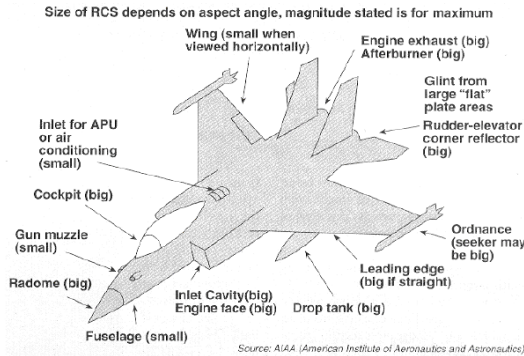 Size of RCS depends on aspect angle, magnitude stated is for maximum
Wing (small when
viewed horizontally)
Engine exhaust (big)
Afterburner (big)
Glint from
large "flat"
plate areas
Rudder-elevator
corner reflector
(big)
Inlet for APU
or air
conditioning
(small)
Cockpit (big)
Gun muzzle
(small)
Radome (big)
Fuselage (small)
Inlet Cavity(big)
Engine face (big)
Drop tank (big)
Leading edge
(big if straight)
Ordnance
(seeker may
be big)
Source: AIAA (American Institute of Aeronautics and Astronautics)